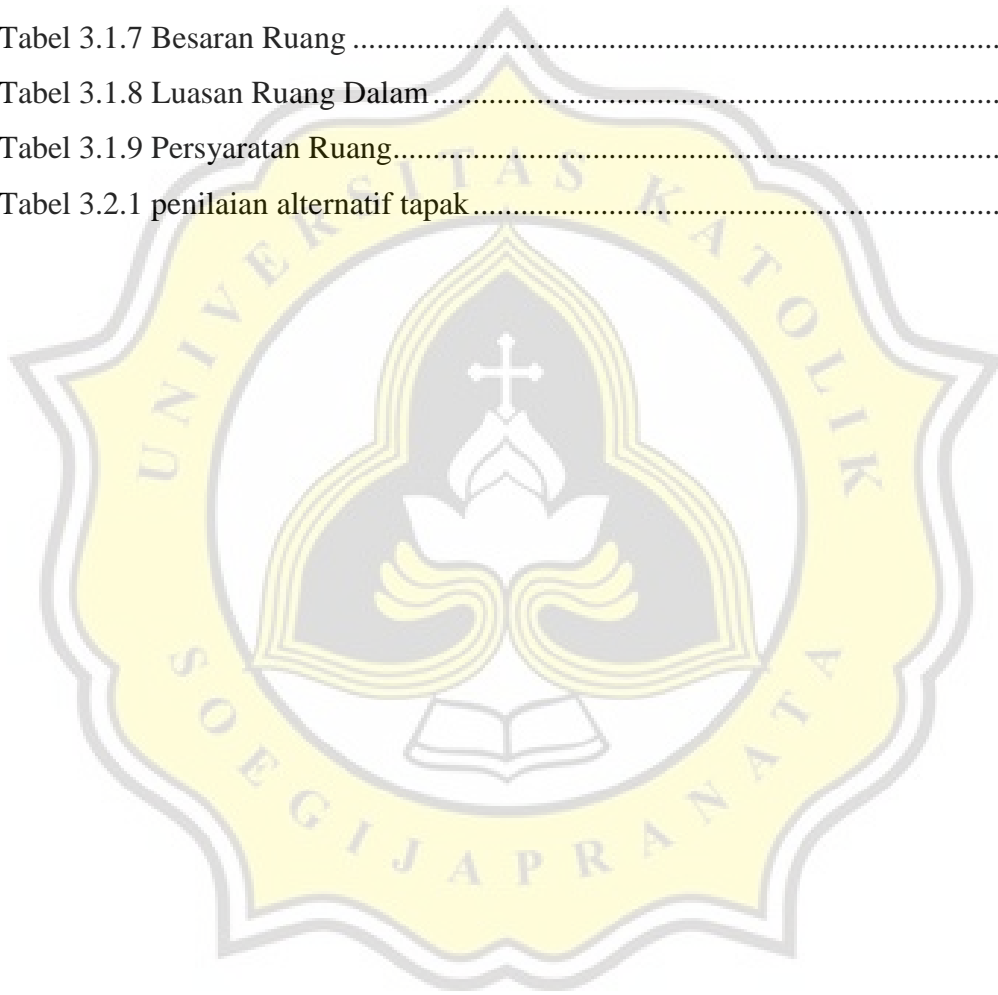 Tabel 3.1.7 Besaran Ruang ................................................................................
Tabel 3.1.8 Luasan Ruang Dalam ......................................................................
Tabel 3.1.9 Persyaratan Ruang ...........................................................................
Tabel 3.2.1 penilaian alternatif tapak .................................................................
UNIVERSITAS KATOLIK
SOEGIJAPRANATA